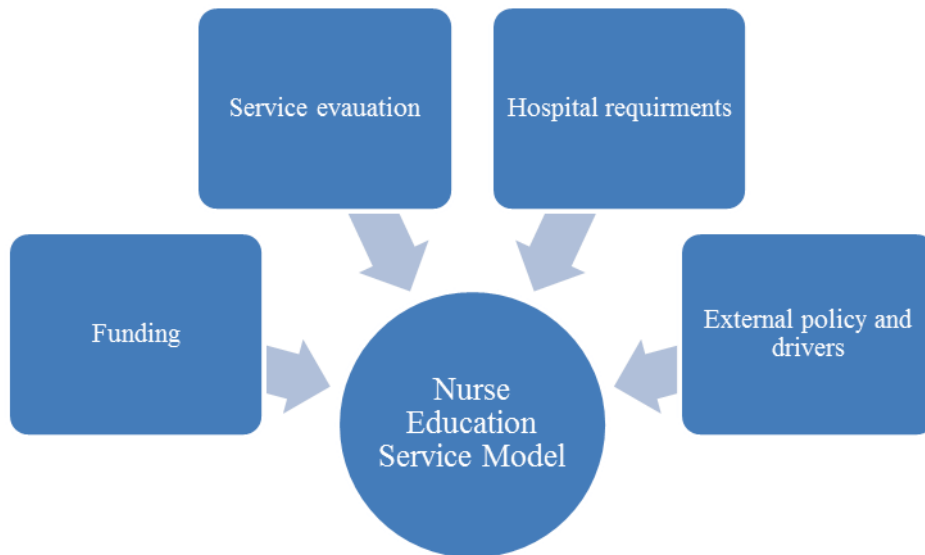 Service evauation
Hospital requirments
Funding
External policy and
drivers
Nurse
Education
Service Model